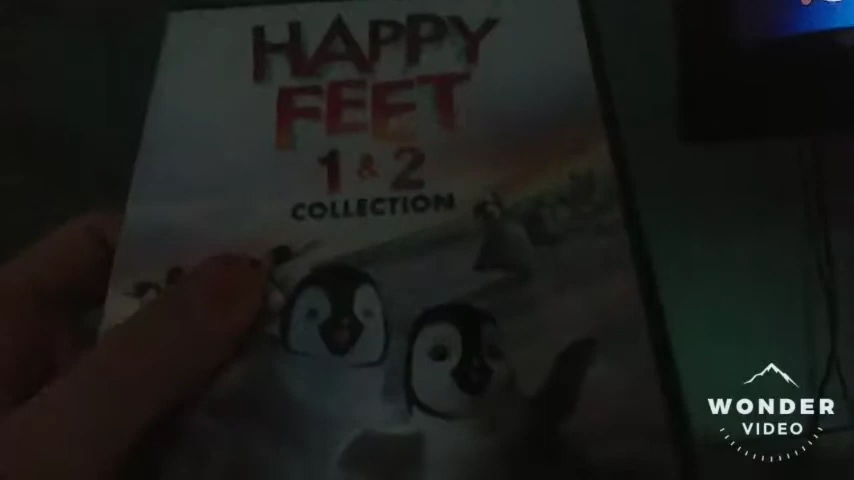 HAPPY
FEET
1 & 2
COLLECTION
WONDER
VIDEO